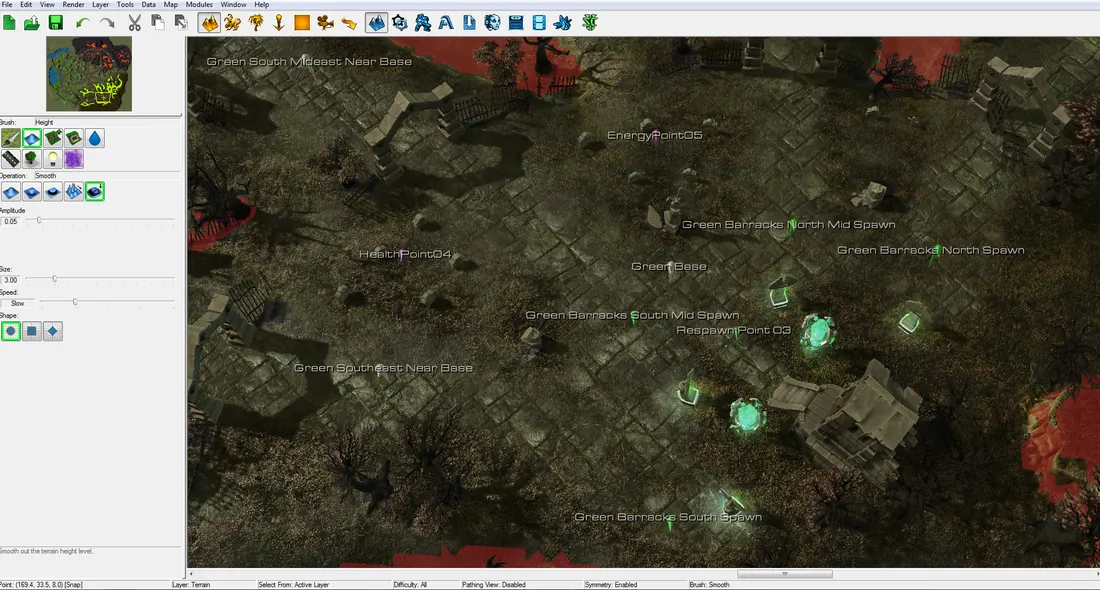 File Edit View Render Layer Tools Data Map Modules Window Help
Brush: Height
Operation: Smooth
Amplitude
0.05
Size:
3.00
Speed:
Slow
Shape:
Smooth out the terrain height level.
Green South Mideast Near Base
EnergyPoint05
Green Barracks North Mid Spawn
HealthPoint04
Green Barracks North Spawn
Green Base
Green Barracks South Mid Spawn
Respawn Point 03
Green Southeast Near Base
Green Barracks South Spawn
Point: (169.4, 33.5, 8.0) [Snap] Layer: Terrain Select From: Active Layer Difficulty: All Pathing View: Disabled Symmetry: Enabled Brush: Smooth